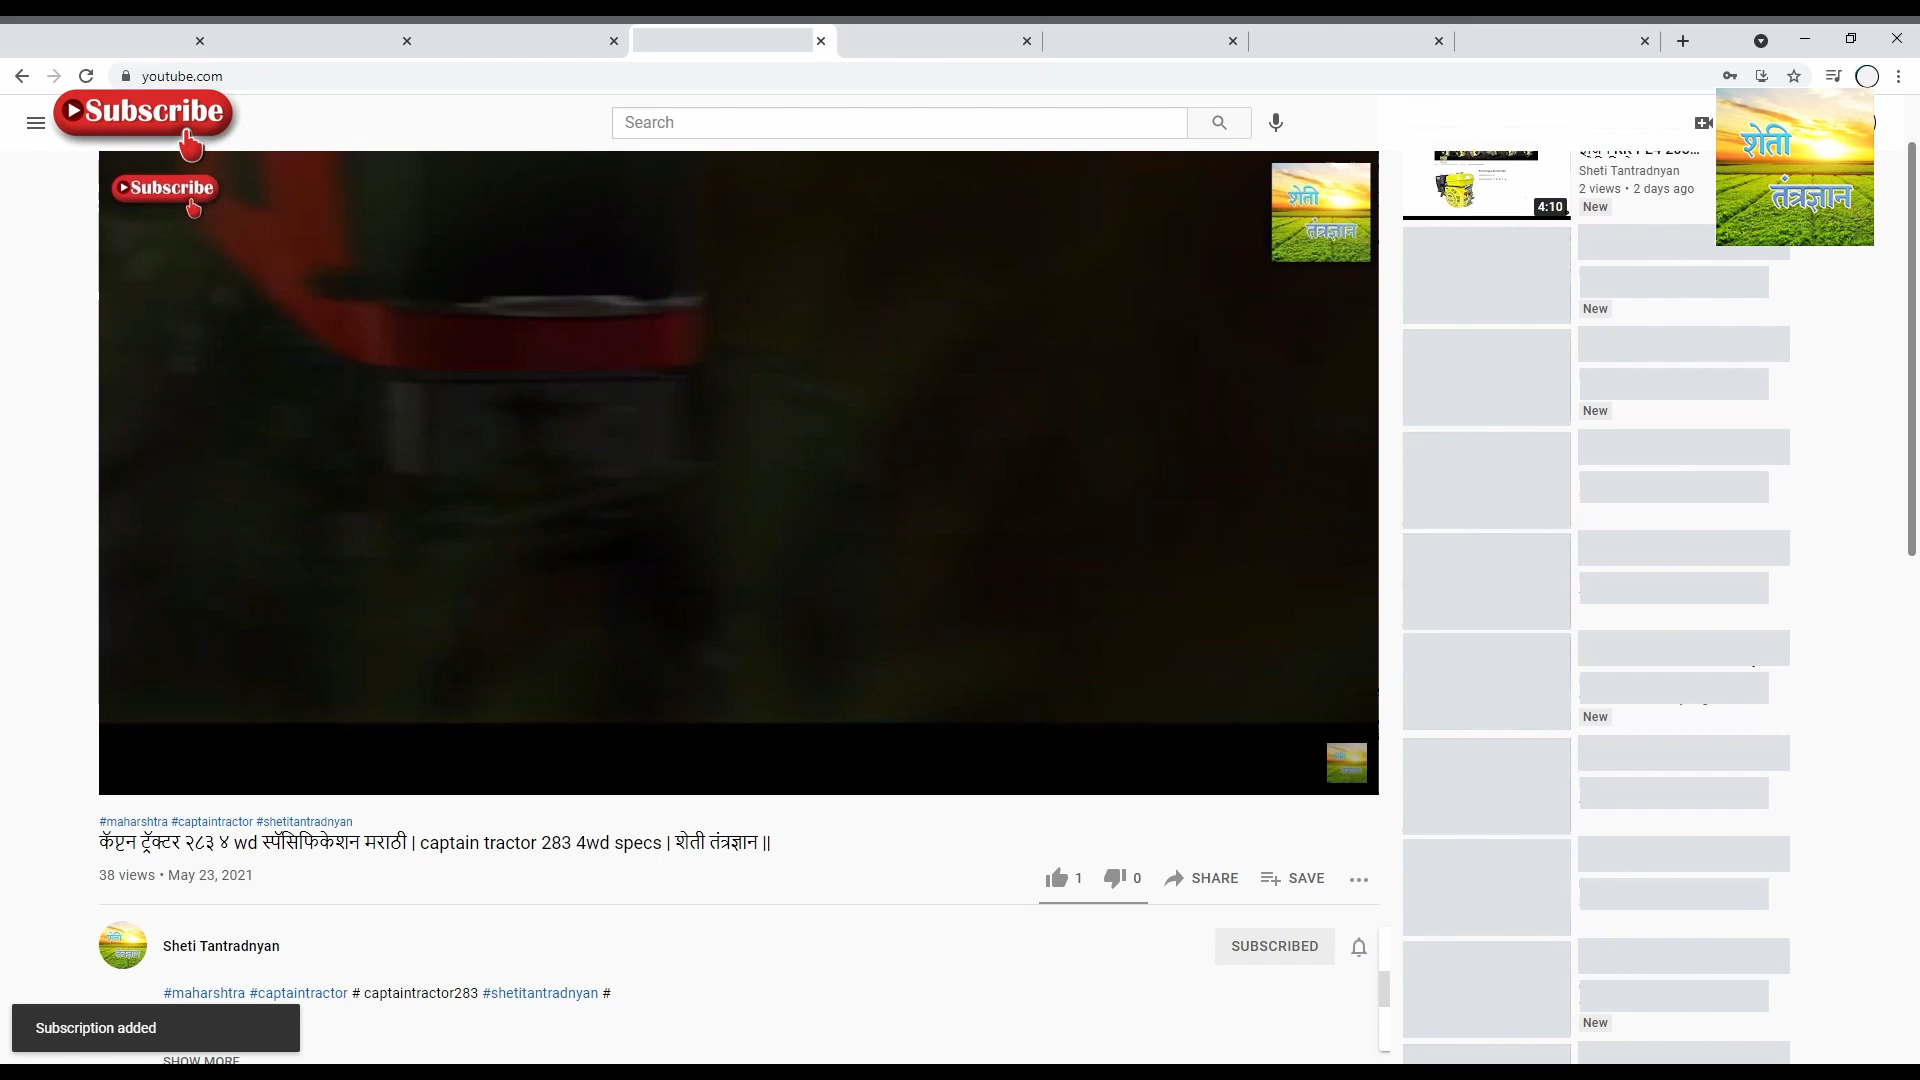 youtube.com
Subscribe
Search
Subscribe
शेती
तंत्रज्ञान
Sheti Tantradnyan
2 views • 2 days ago
4:10
New
शेती
तंत्रज्ञान
New
New
New
New
#maharshtra #captaintractor #shetitantradnyan
कॅप्टन ट्रॅक्टर २८३ ४ wd स्पॅसिफिकेशन मराठी | captain tractor 283 4wd specs | शेती तंत्रज्ञान ||
38 views • May 23, 2021
1
0
SHARE
SAVE
Sheti Tantradnyan
SUBSCRIBED
#maharshtra #captaintractor # captaintractor283 #shetitantradnyan #
Subscription added
SHOW MORE